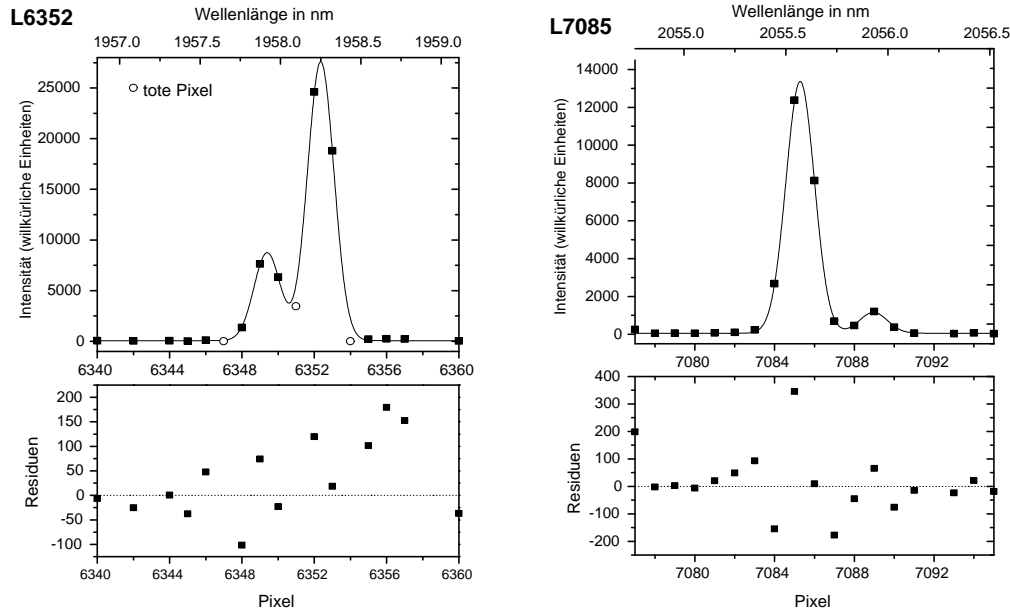 L6352
Wellenlänge in nm
1957.0 1957.5 1958.0 1958.5 1959.0
25000
20000
15000
10000
5000
0
Intensität (willkürliche Einheiten)
tote Pixel
6340 6344 6348 6352 6356 6360
200
150
100
50
0
-50
-100
Residuen
6340 6344 6348 6352 6356 6360
Pixel
L7085
Wellenlänge in nm
2055.0 2055.5 2056.0 2056.5
14000
12000
10000
8000
6000
4000
2000
0
Intensität (willkürliche Einheiten)
7080 7084 7088 7092
400
300
200
100
0
-100
-200
Residuen
7080 7084 7088 7092
Pixel